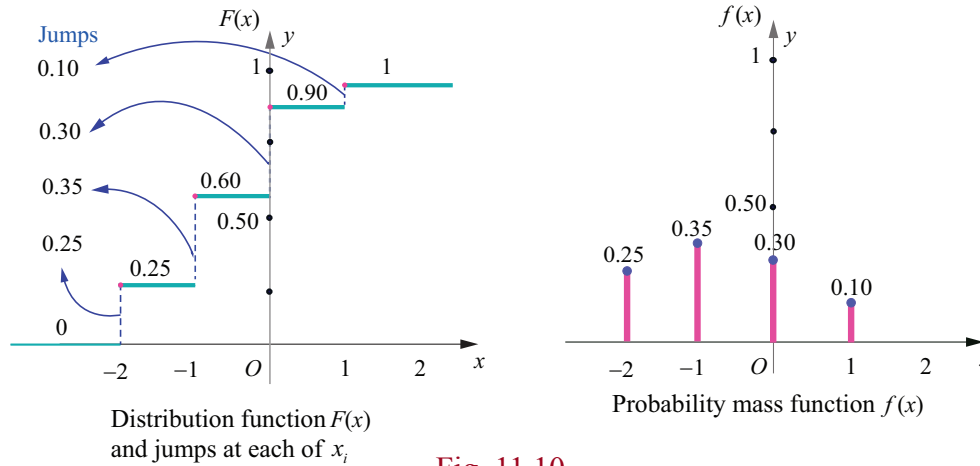 F(x)
y
Jumps
0.10
1
1
0.90
0.30
0.60
0.35
0.50
0.25
0.25
0
−2 −1 O 1 2 x
Distribution function F(x)
and jumps at each of xᵢ
f(x)
y
1
0.50
0.35
0.25
0.30
0.10
−2 −1 O 1 2
Probability mass function f(x)